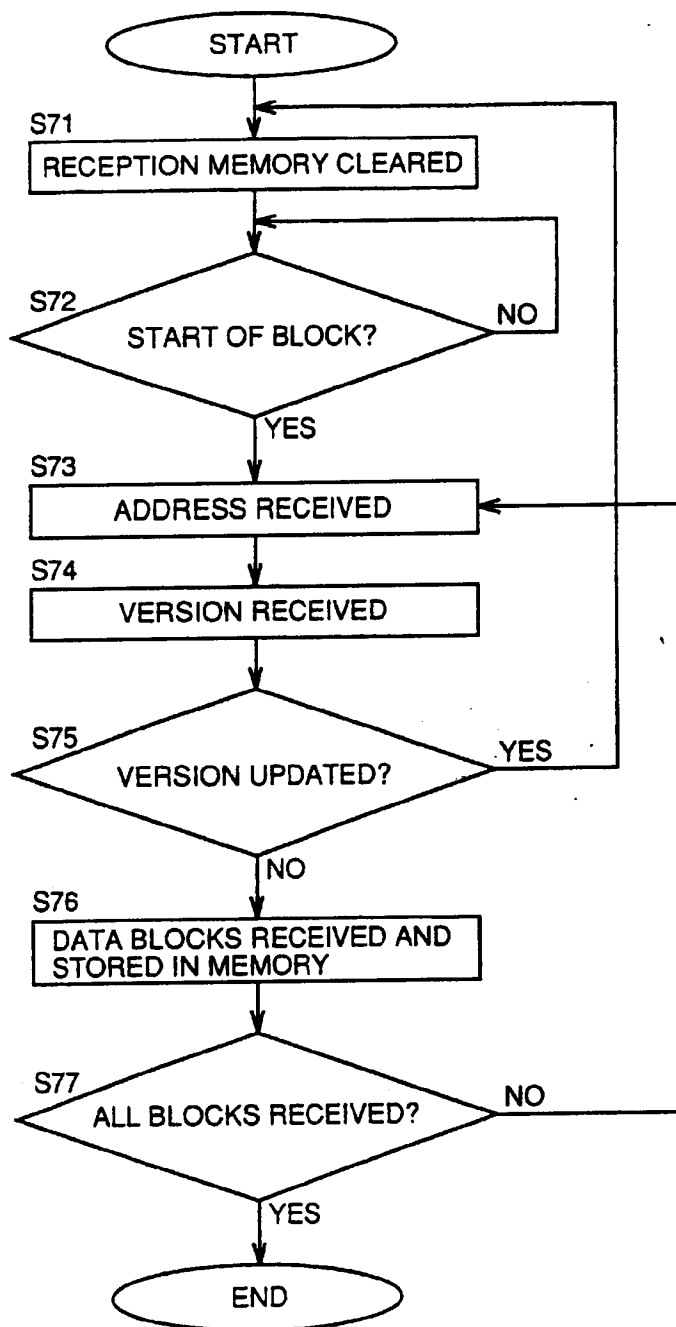 START
S71
RECEPTION MEMORY CLEARED
S72
START OF BLOCK?
NO
YES
S73
ADDRESS RECEIVED
S74
VERSION RECEIVED
S75
VERSION UPDATED?
YES
NO
S76
DATA BLOCKS RECEIVED AND
STORED IN MEMORY
S77
ALL BLOCKS RECEIVED?
NO
YES
END